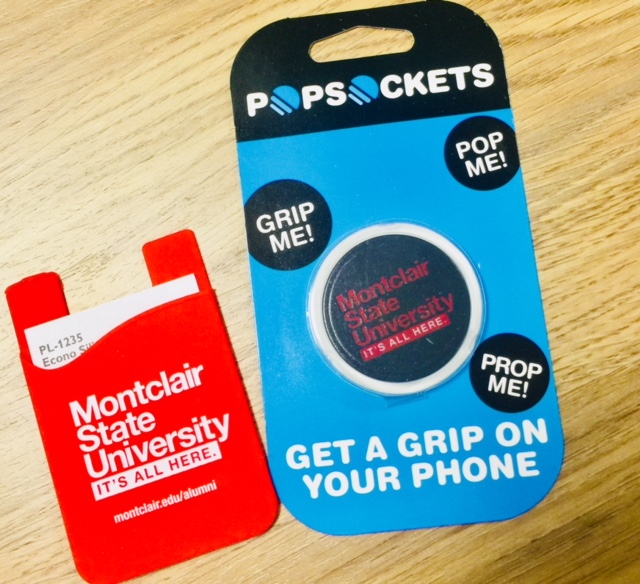 POPSOCKETS
POP
ME!
GRIP
ME!
Montclair
State
University
IT'S ALL HERE.
PROP
ME!
GET A GRIP ON
YOUR PHONE
PL-1235
Econo
Montclair
State
University
IT'S ALL HERE.
montclair.edu/alumni